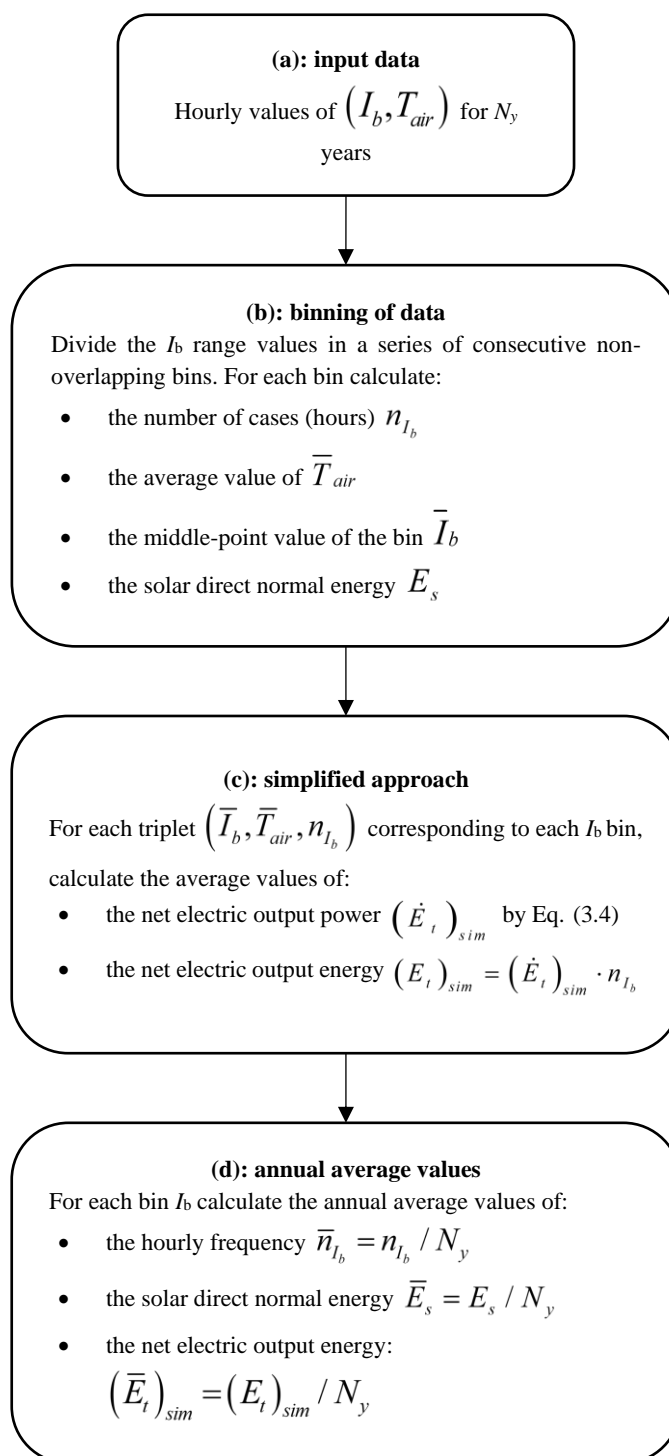 (a): input data
Hourly values of (I_b, T_air) for N_y
years
(b): binning of data
Divide the I_b range values in a series of consecutive non-
overlapping bins. For each bin calculate:
• the number of cases (hours) n_{I_b}
• the average value of T̅_air
• the middle-point value of the bin I̅_b
• the solar direct normal energy E_s
(c): simplified approach
For each triplet (I̅_b, T̅_air, n_{I_b}) corresponding to each I_b bin,
calculate the average values of:
• the net electric output power (Ė_t)_sim by Eq. (3.4)
• the net electric output energy (E_t)_sim = (Ė_t)_sim · n_{I_b}
(d): annual average values
For each bin I_b calculate the annual average values of:
• the hourly frequency n̅_{I_b} = n_{I_b} / N_y
• the solar direct normal energy E̅_s = E_s / N_y
• the net electric output energy:
(E̅_t)_sim = (E_t)_sim / N_y